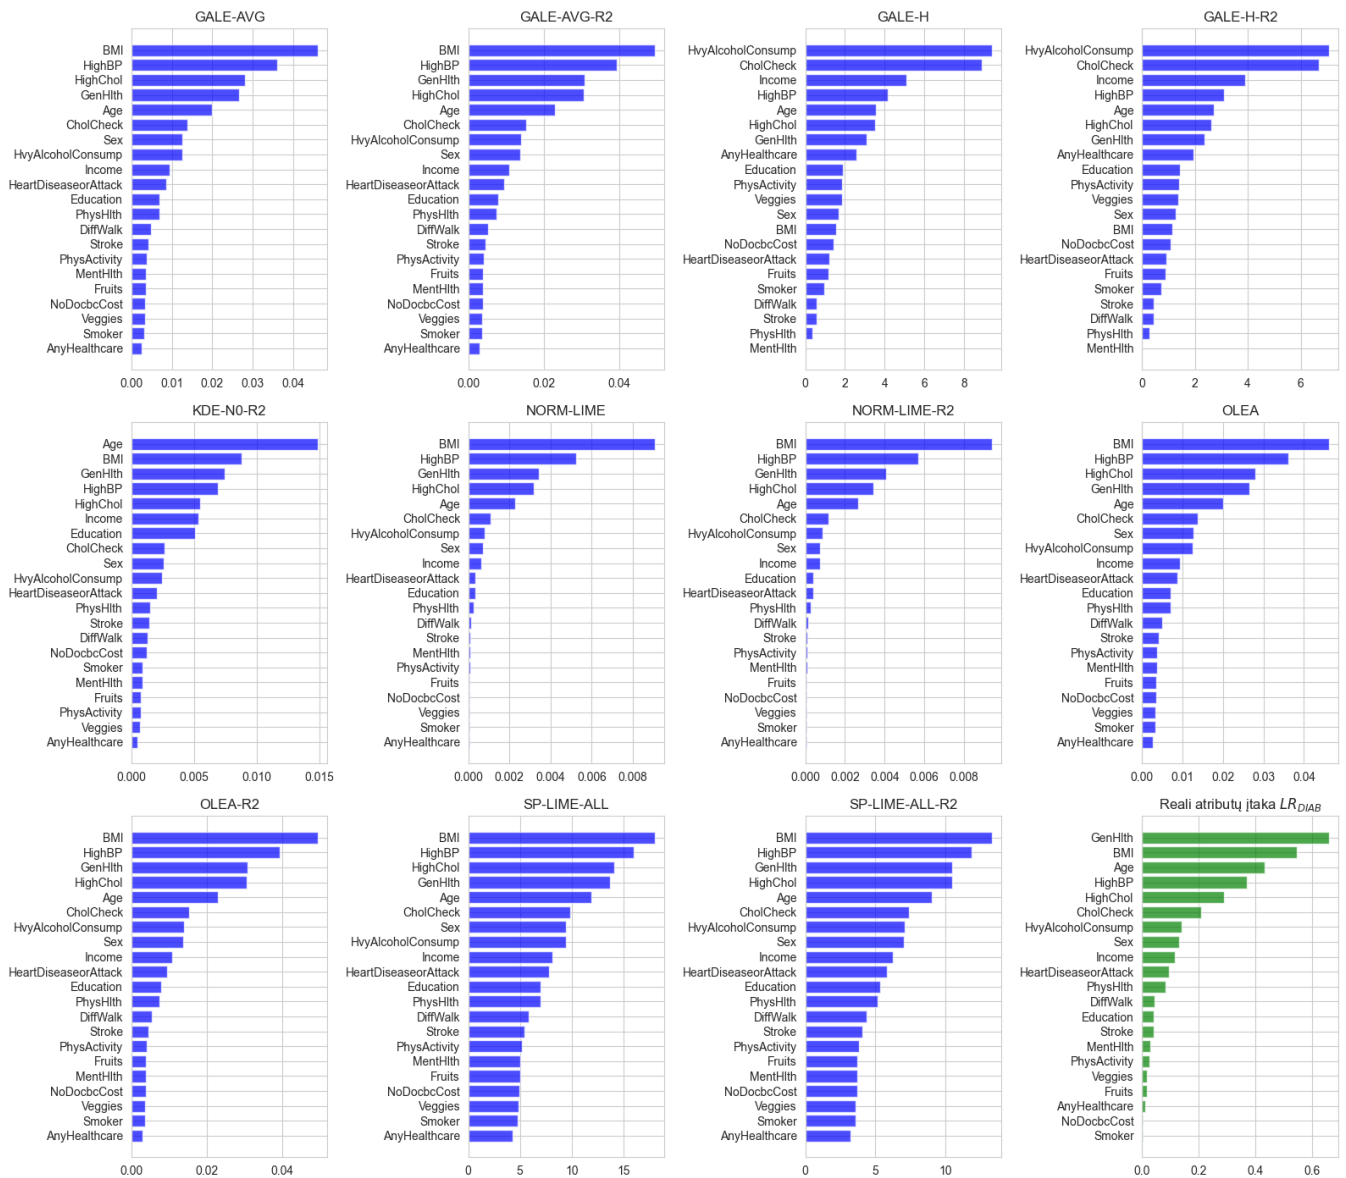 GALE-AVG
BMI
HighBP
HighChol
GenHlth
Age
CholCheck
Sex
HvyAlcoholConsump
Income
HeartDiseaseorAttack
Education
PhysHlth
DiffWalk
Stroke
PhysActivity
MentHlth
Fruits
NoDocbcCost
Veggies
Smoker
AnyHealthcare
0.00 0.01 0.02 0.03 0.04
GALE-AVG-R2
BMI
HighBP
GenHlth
HighChol
Age
CholCheck
HvyAlcoholConsump
Sex
Income
HeartDiseaseorAttack
Education
PhysHlth
DiffWalk
Stroke
PhysActivity
Fruits
MentHlth
NoDocbcCost
Veggies
Smoker
AnyHealthcare
0.00 0.02 0.04
GALE-H
HvyAlcoholConsump
CholCheck
Income
HighBP
Age
HighChol
GenHlth
AnyHealthcare
Education
PhysActivity
Veggies
Sex
BMI
NoDocbcCost
HeartDiseaseorAttack
Fruits
Smoker
DiffWalk
Stroke
PhysHlth
MentHlth
0 2 4 6 8
GALE-H-R2
HvyAlcoholConsump
CholCheck
Income
HighBP
Age
HighChol
GenHlth
AnyHealthcare
Education
PhysActivity
Veggies
Sex
BMI
NoDocbcCost
HeartDiseaseorAttack
Fruits
Smoker
Stroke
DiffWalk
PhysHlth
MentHlth
0 2 4 6
KDE-N0-R2
Age
BMI
GenHlth
HighBP
HighChol
Income
Education
CholCheck
Sex
HvyAlcoholConsump
HeartDiseaseorAttack
PhysHlth
Stroke
DiffWalk
NoDocbcCost
Smoker
MentHlth
Fruits
PhysActivity
Veggies
AnyHealthcare
0.000 0.005 0.010 0.015
NORM-LIME
BMI
HighBP
GenHlth
HighChol
Age
CholCheck
HvyAlcoholConsump
Sex
Income
HeartDiseaseorAttack
Education
PhysHlth
DiffWalk
Stroke
MentHlth
PhysActivity
Fruits
NoDocbcCost
Veggies
Smoker
AnyHealthcare
0.000 0.002 0.004 0.006 0.008
NORM-LIME-R2
BMI
HighBP
GenHlth
HighChol
Age
CholCheck
HvyAlcoholConsump
Sex
Income
Education
HeartDiseaseorAttack
PhysHlth
DiffWalk
Stroke
PhysActivity
MentHlth
Fruits
NoDocbcCost
Veggies
Smoker
AnyHealthcare
0.000 0.002 0.004 0.006 0.008
OLEA
BMI
HighBP
HighChol
GenHlth
Age
CholCheck
Sex
HvyAlcoholConsump
Income
HeartDiseaseorAttack
Education
PhysHlth
DiffWalk
Stroke
PhysActivity
MentHlth
Fruits
NoDocbcCost
Veggies
Smoker
AnyHealthcare
0.00 0.01 0.02 0.03 0.04
OLEA-R2
BMI
HighBP
GenHlth
HighChol
Age
CholCheck
HvyAlcoholConsump
Sex
Income
HeartDiseaseorAttack
Education
PhysHlth
DiffWalk
Stroke
PhysActivity
Fruits
MentHlth
NoDocbcCost
Veggies
Smoker
AnyHealthcare
0.00 0.02 0.04
SP-LIME-ALL
BMI
HighBP
HighChol
GenHlth
Age
CholCheck
Sex
HvyAlcoholConsump
Income
HeartDiseaseorAttack
Education
PhysHlth
DiffWalk
Stroke
PhysActivity
MentHlth
Fruits
NoDocbcCost
Veggies
Smoker
AnyHealthcare
0 5 10 15
SP-LIME-ALL-R2
BMI
HighBP
GenHlth
HighChol
Age
CholCheck
HvyAlcoholConsump
Sex
Income
HeartDiseaseorAttack
Education
PhysHlth
DiffWalk
Stroke
PhysActivity
Fruits
MentHlth
NoDocbcCost
Veggies
Smoker
AnyHealthcare
0 5 10
Reali atributų įtaka LR_DIAB
GenHlth
BMI
Age
HighBP
HighChol
CholCheck
HvyAlcoholConsump
Sex
Income
HeartDiseaseorAttack
PhysHlth
DiffWalk
Education
Stroke
MentHlth
PhysActivity
Veggies
Fruits
AnyHealthcare
NoDocbcCost
Smoker
0.0 0.2 0.4 0.6